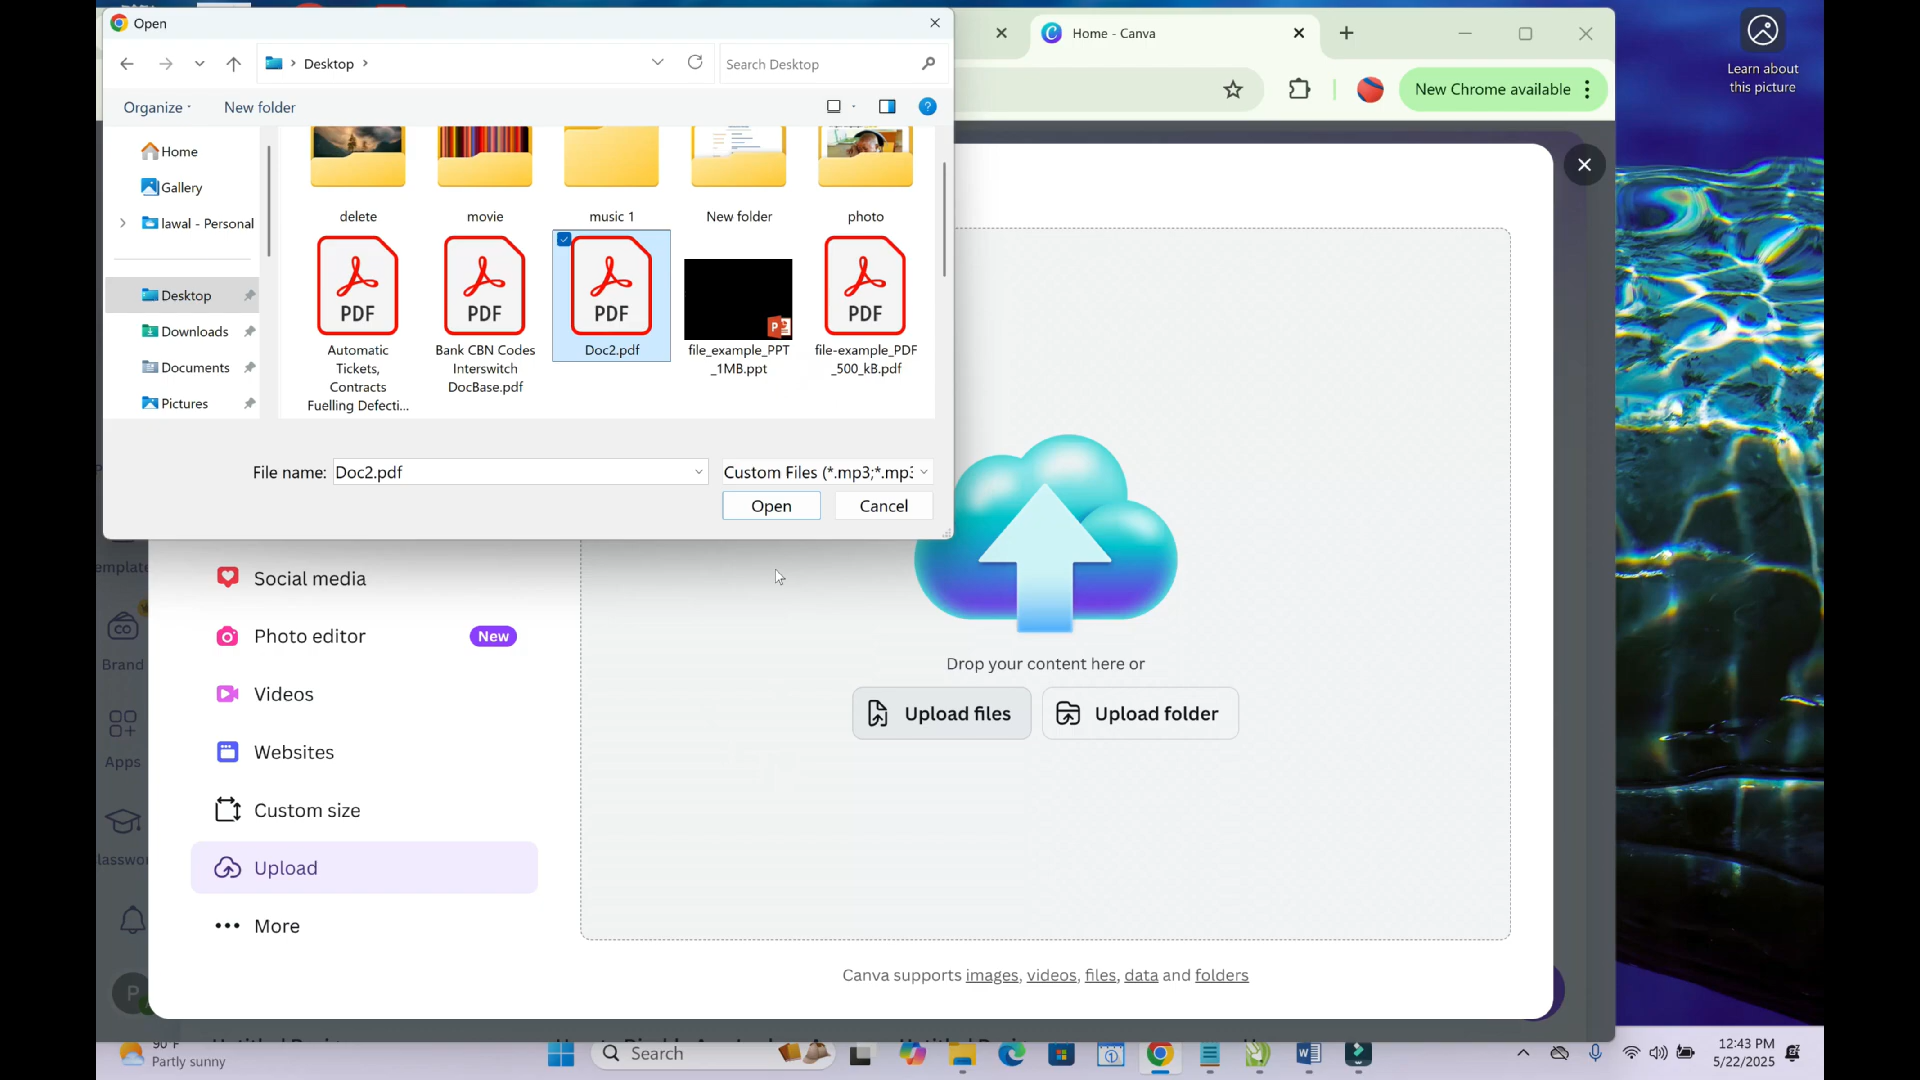 Open
Home - Canva
Desktop
Search Desktop
New Chrome available
Learn about
this picture
Organize
New folder
Home
Gallery
lawal - Personal
Desktop
Downloads
Documents
Pictures
delete
movie
music 1
New folder
photo
PDF
PDF
PDF
P
PDF
Automatic
Tickets,
Contracts
Fuelling Defecti...
Bank CBN Codes
Interswitch
DocBase.pdf
Doc2.pdf
file_example_PPT
_1MB.ppt
file-example_PDF
_500_kB.pdf
File name:
Doc2.pdf
Custom Files (*.mp3;*.mp3
Open
Cancel
emplate
Brand
Apps
lasswo
P
Social media
Photo editor
New
Videos
Websites
Custom size
Upload
More
Drop your content here or
Upload files
Upload folder
Canva supports images, videos, files, data and folders
90°F
Partly sunny
Search
12:43 PM
5/22/2025